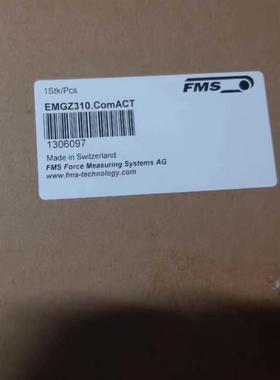 1Stk/Pcs
FMS
EMGZ310.ComACT
1306097
Made in Switzerland
FMS Force Measuring Systems AG
www.fms-technology.com